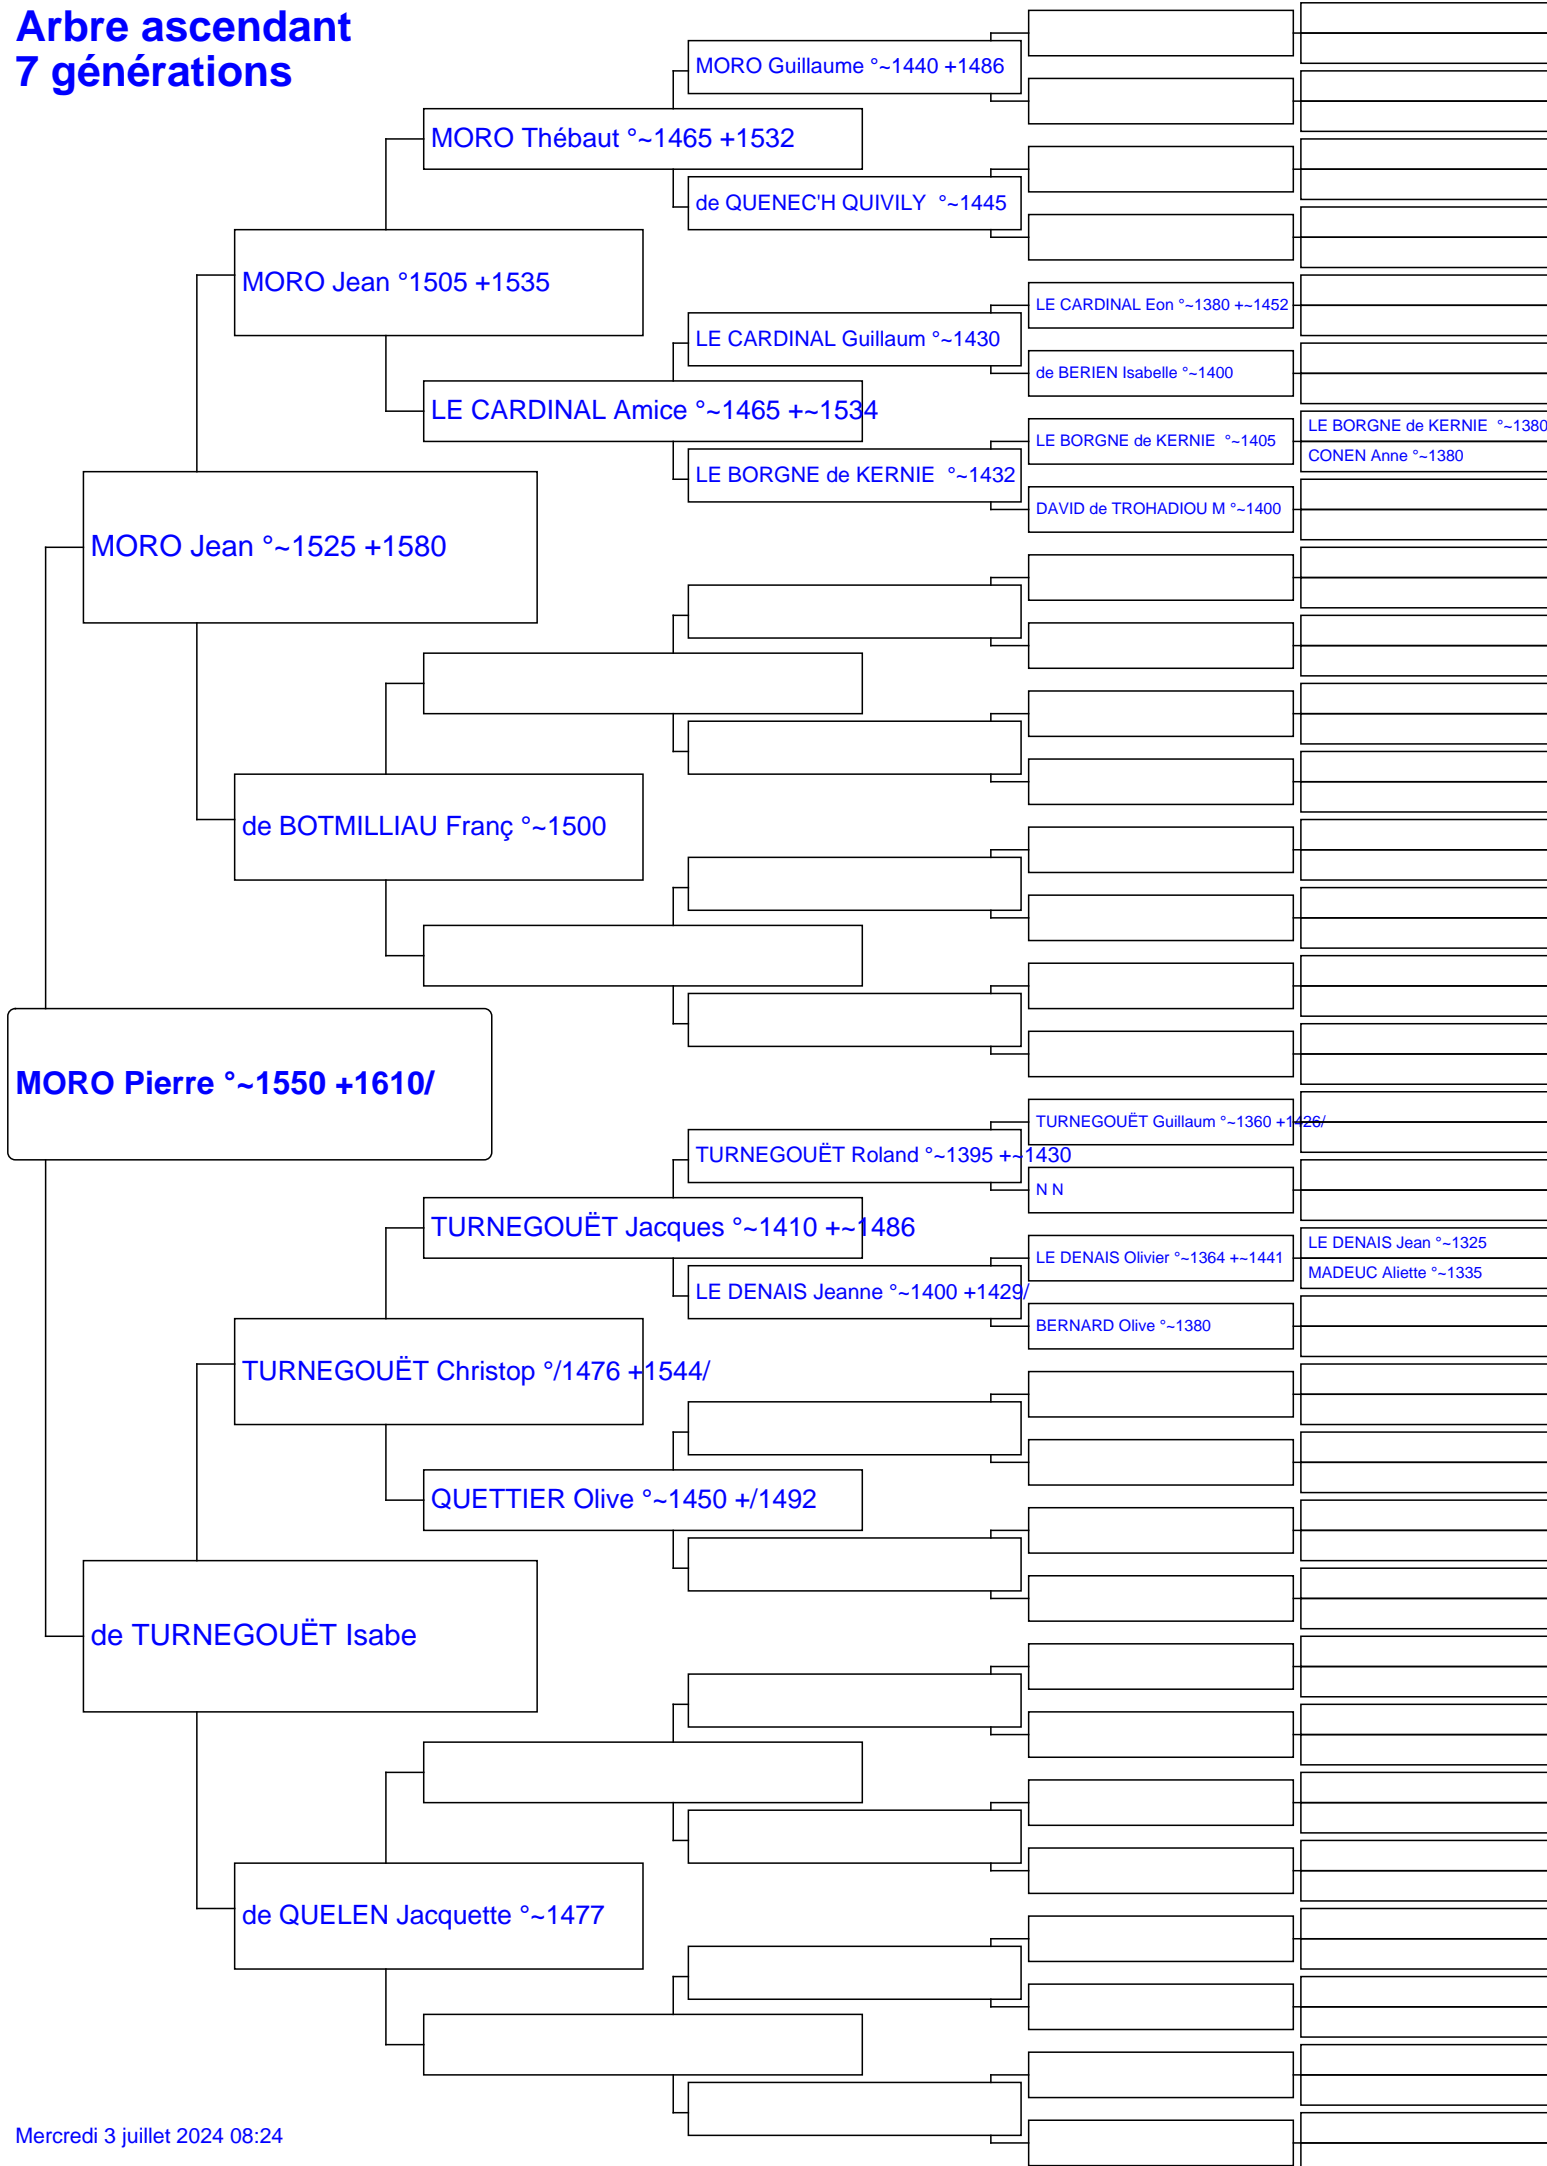 Arbre ascendant
7 générations
MORO Guillaume °~1440 +1486
MORO Thébaut °~1465 +1532
de QUENEC'H QUIVILY  °~1445
MORO Jean °1505 +1535
LE CARDINAL Eon °~1380 +~1452
LE CARDINAL Guillaum °~1430
de BERIEN Isabelle °~1400
LE CARDINAL Amice °~1465 +~1534
LE BORGNE de KERNIE  °~1380
LE BORGNE de KERNIE  °~1405
CONEN Anne °~1380
LE BORGNE de KERNIE  °~1432
DAVID de TROHADIOU M °~1400
MORO Jean °~1525 +1580
de BOTMILLIAU Franç °~1500
MORO Pierre °~1550 +1610/
TURNEGOUËT Guillaum °~1360 +1426/
TURNEGOUËT Roland °~1395 +~1430
N N
TURNEGOUËT Jacques °~1410 +~1486
LE DENAIS Jean °~1325
LE DENAIS Olivier °~1364 +~1441
MADEUC Aliette °~1335
LE DENAIS Jeanne °~1400 +1429/
BERNARD Olive °~1380
TURNEGOUËT Christop °/1476 +1544/
QUETTIER Olive °~1450 +/1492
de TURNEGOUËT Isabe
de QUELEN Jacquette °~1477
Mercredi 3 juillet 2024 08:24